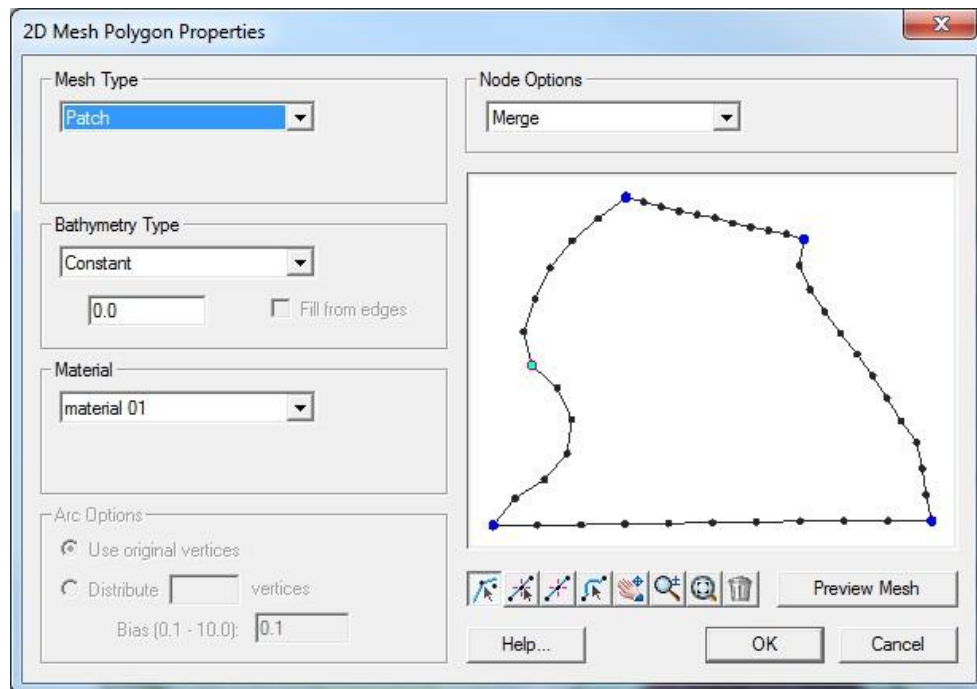 2D Mesh Polygon Properties
Mesh Type
Patch
Node Options
Merge
Bathymetry Type
Constant
0.0
Fill from edges
Material
material 01
Arc Options
Use original vertices
Distribute
vertices
Bias (0.1 - 10.0):
0.1
Preview Mesh
Help...
OK
Cancel